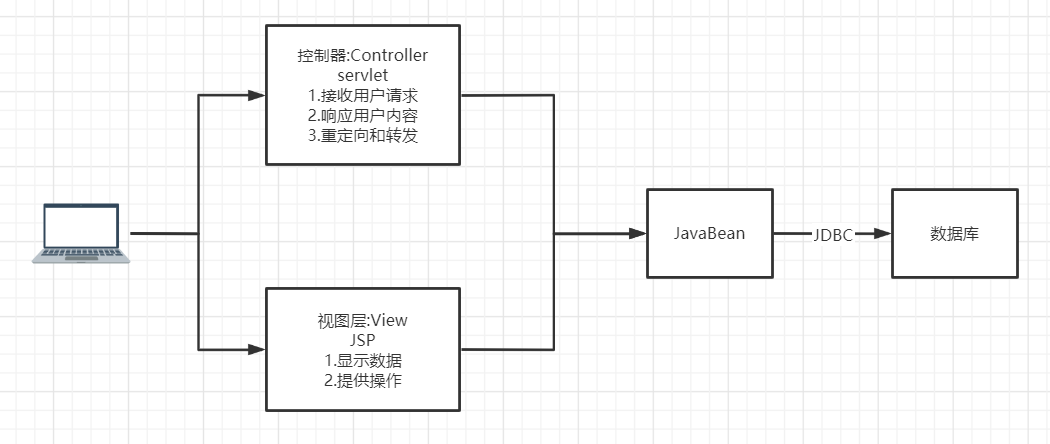 控制器:Controller
servlet
1.接收用户请求
2.响应用户内容
3.重定向和转发
JavaBean
JDBC
数据库
视图层:View
JSP
1.显示数据
2.提供操作